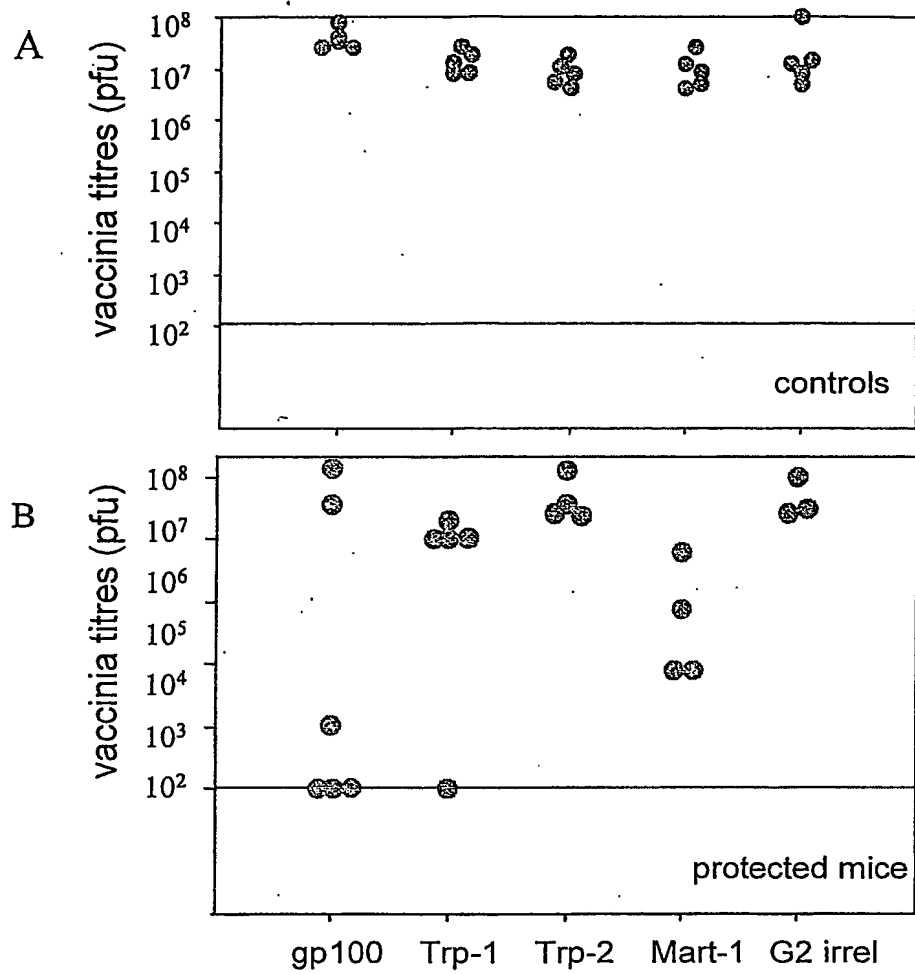 A
vaccinia titres (pfu)
10⁸
10⁷
10⁶
10⁵
10⁴
10³
10²
controls
B
vaccinia titres (pfu)
10⁸
10⁷
10⁶
10⁵
10⁴
10³
10²
protected mice
gp100 Trp-1 Trp-2 Mart-1 G2 irrel